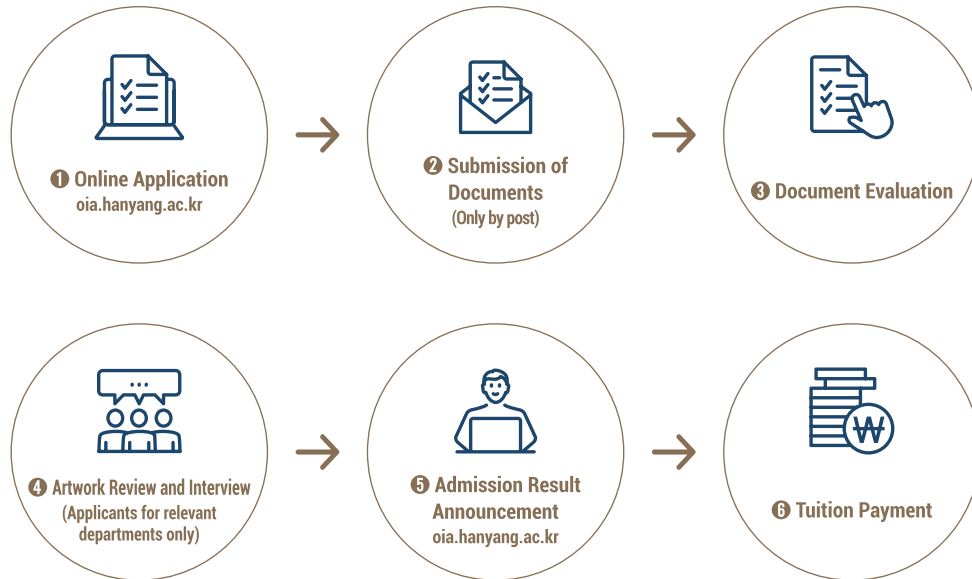 ❶ Online Application
oia.hanyang.ac.kr
❷ Submission of
Documents
(Only by post)
❸ Document Evaluation
❹ Artwork Review and Interview
(Applicants for relevant
departments only)
❺ Admission Result
Announcement
oia.hanyang.ac.kr
₩
❻ Tuition Payment